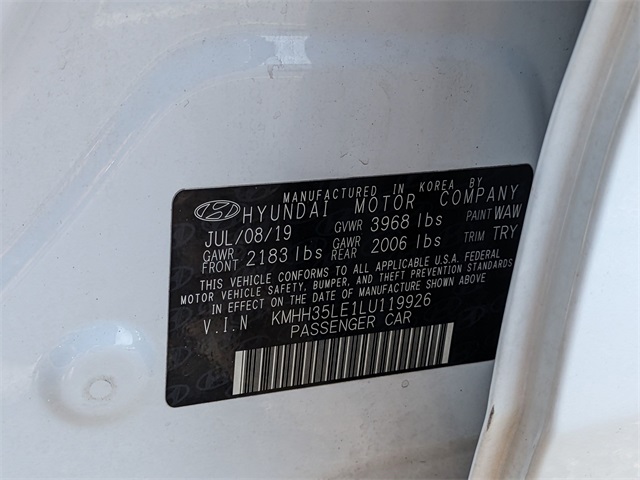 MANUFACTURED IN KOREA BY
HYUNDAI MOTOR COMPANY
JUL/08/19 GVWR 3968 lbs PAINT WAW
GAWR FRONT 2183 lbs GAWR REAR 2006 lbs TRIM TRY
THIS VEHICLE CONFORMS TO ALL APPLICABLE U.S.A. FEDERAL
MOTOR VEHICLE SAFETY, BUMPER, AND THEFT PREVENTION STANDARDS
IN EFFECT ON THE DATE OF MANUFACTURE SHOWN ABOVE
V.I.N KMHH35LE1LU119926
PASSENGER CAR